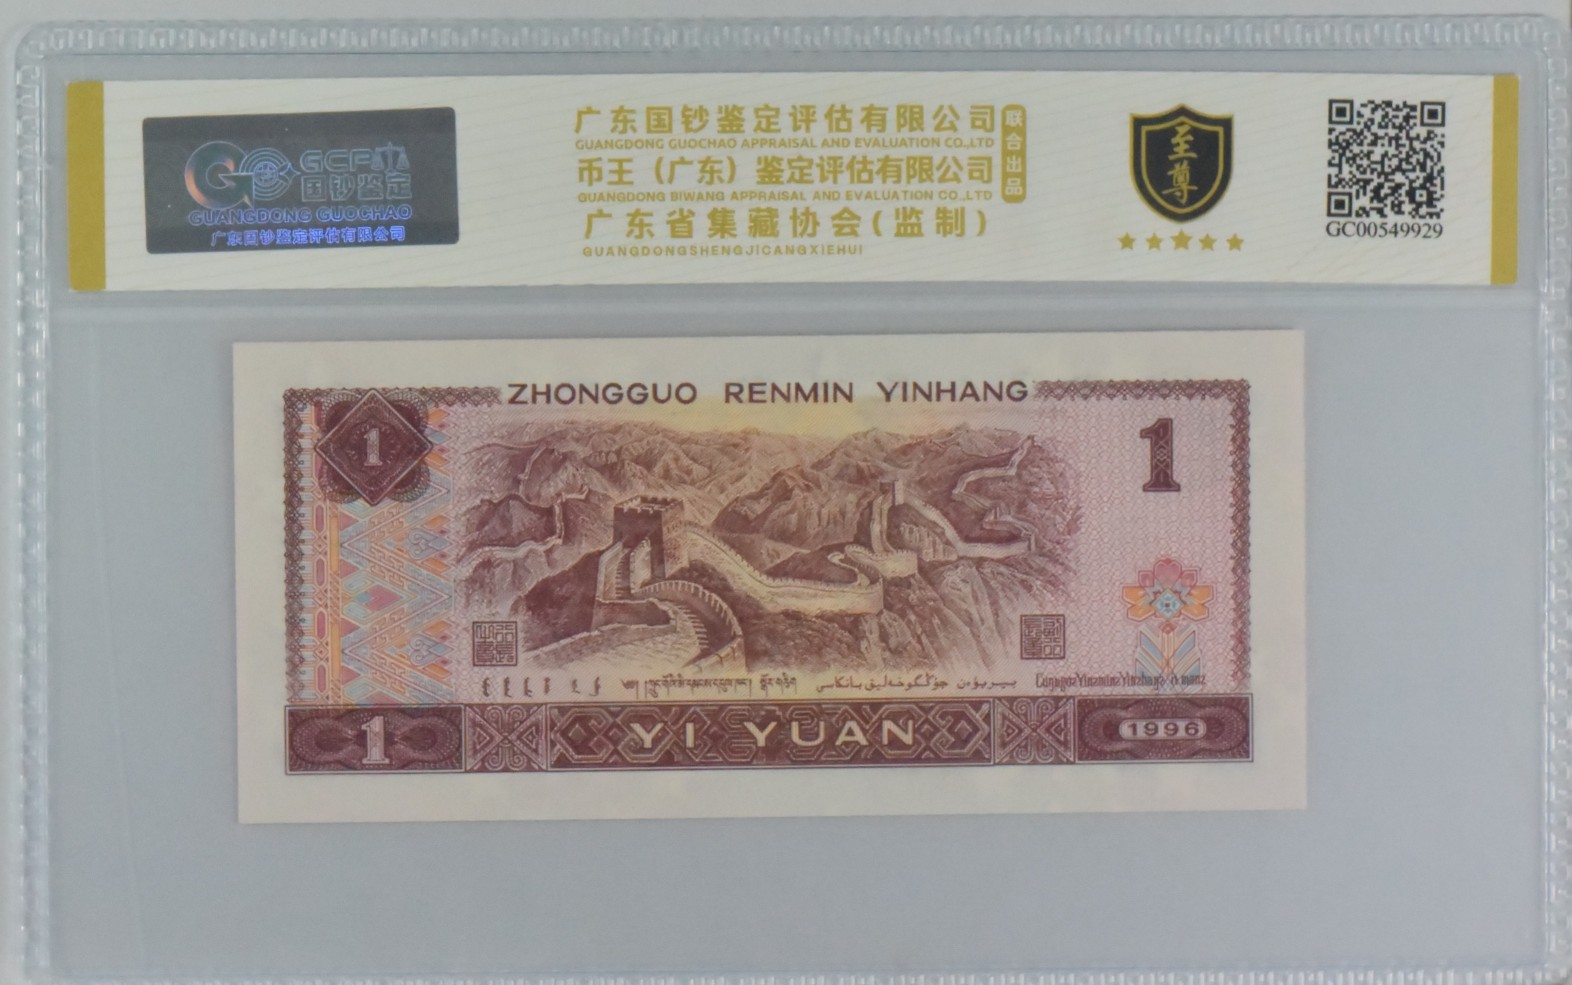 GCF
国钞鉴定
GUANGDONG GUOCHAO
广东国钞鉴定评估有限公司
广东国钞鉴定评估有限公司
GUANGDONG GUOCHAO APPRAISAL AND EVALUATION CO.,LTD
币王（广东）鉴定评估有限公司
GUANGDONG BIWANG APPRAISAL AND EVALUATION CO.,LTD
广东省集藏协会(监制)
GUANGDONGSHENGJICANGXIEHUI
联合出品
至尊
GC00549929
ZHONGGUO RENMIN YINHANG
1
1
1
YI YUAN
1996